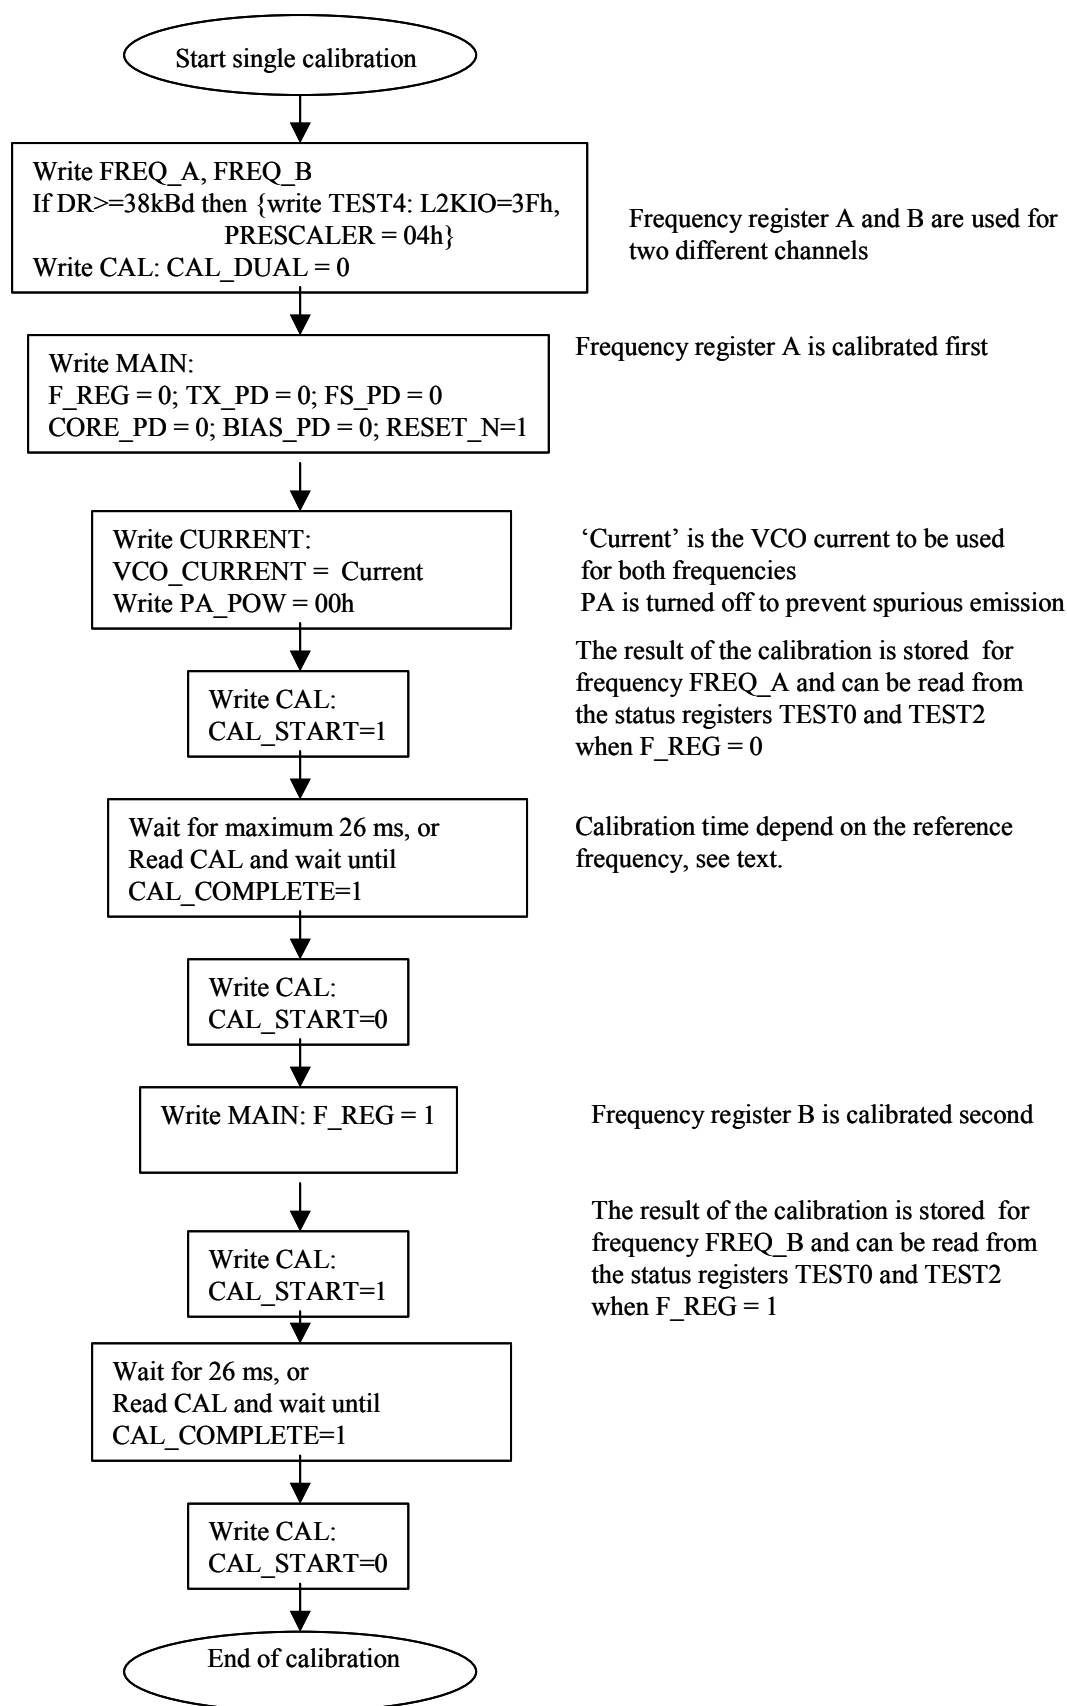 Start single calibration
Write FREQ_A, FREQ_B
If DR>=38kBd then {write TEST4: L2KIO=3Fh,
PRESCALER = 04h}
Write CAL: CAL_DUAL = 0
Frequency register A and B are used for
two different channels
Write MAIN:
F_REG = 0; TX_PD = 0; FS_PD = 0
CORE_PD = 0; BIAS_PD = 0; RESET_N=1
Frequency register A is calibrated first
Write CURRENT:
VCO_CURRENT = Current
Write PA_POW = 00h
‘Current’ is the VCO current to be used
for both frequencies
PA is turned off to prevent spurious emission
Write CAL:
CAL_START=1
The result of the calibration is stored for
frequency FREQ_A and can be read from
the status registers TEST0 and TEST2
when F_REG = 0
Wait for maximum 26 ms, or
Read CAL and wait until
CAL_COMPLETE=1
Calibration time depend on the reference
frequency, see text.
Write CAL:
CAL_START=0
Write MAIN: F_REG = 1
Frequency register B is calibrated second
Write CAL:
CAL_START=1
The result of the calibration is stored for
frequency FREQ_B and can be read from
the status registers TEST0 and TEST2
when F_REG = 1
Wait for 26 ms, or
Read CAL and wait until
CAL_COMPLETE=1
Write CAL:
CAL_START=0
End of calibration